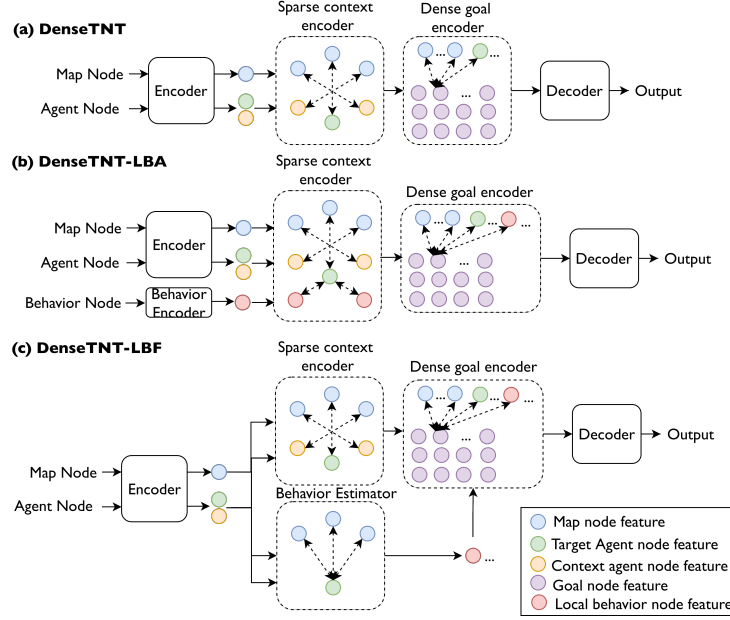 (a) DenseTNT
Sparse context
encoder
Dense goal
encoder
Map Node
Agent Node
Encoder
...
...
...
Decoder
Output
(b) DenseTNT-LBA
Sparse context
encoder
Dense goal encoder
Map Node
Agent Node
Behavior Node
Encoder
Behavior
Encoder
...
...
...
Decoder
Output
(c) DenseTNT-LBF
Sparse context
encoder
Dense goal encoder
Map Node
Agent Node
Encoder
...
...
...
Decoder
Output
Behavior Estimator
...
Map node feature
Target Agent node feature
Context agent node feature
Goal node feature
Local behavior node feature